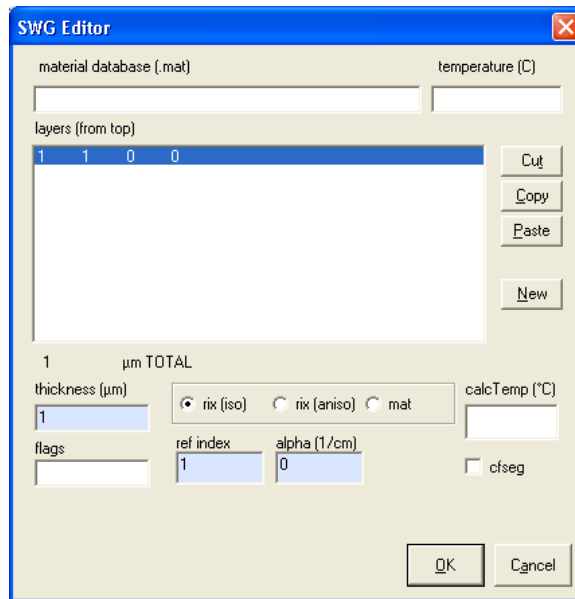 SWG Editor
material database (.mat) temperature (C)
layers (from top)
1 1 0 0
Cut
Copy
Paste
New
1 µm TOTAL
thickness (µm) rix (iso) rix (aniso) mat calcTemp (°C)
1
flags ref index alpha (1/cm) cfseg
1 0
OK Cancel